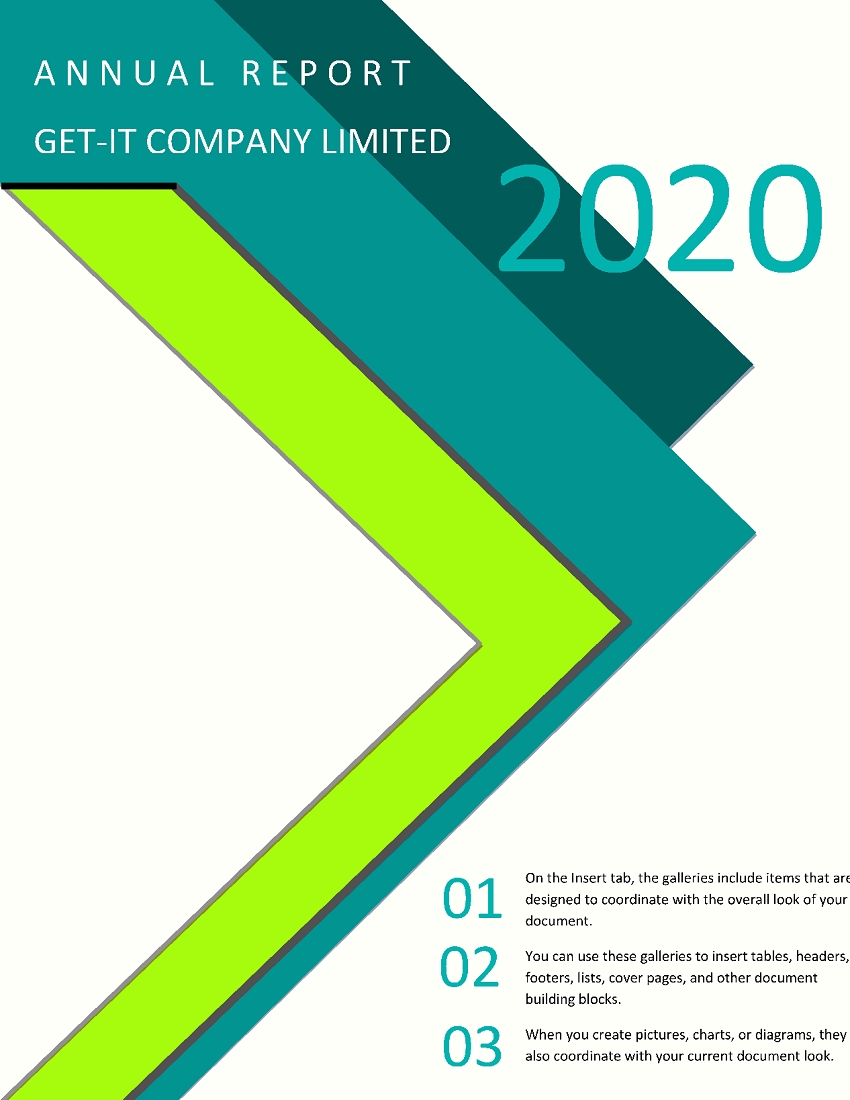 ANNUAL REPORT
GET-IT COMPANY LIMITED
2020
01
On the Insert tab, the galleries include items that are
designed to coordinate with the overall look of your
document.
02
You can use these galleries to insert tables, headers,
footers, lists, cover pages, and other document
building blocks.
03
When you create pictures, charts, or diagrams, they
also coordinate with your current document look.